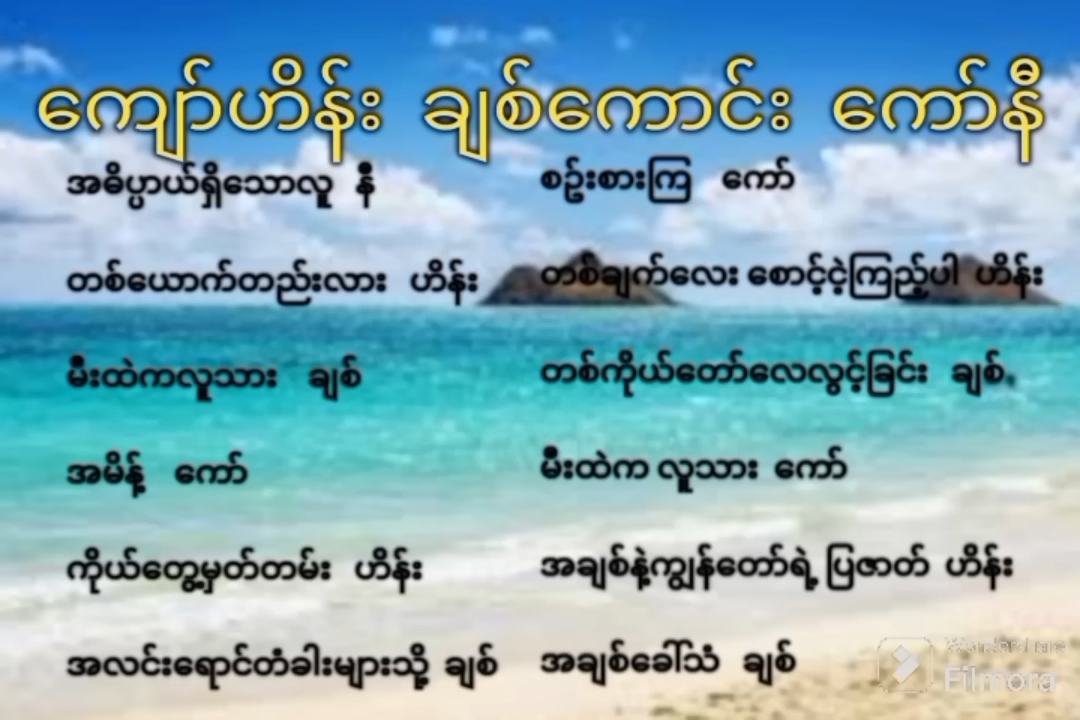 ကျော်ဟိန်း ချစ်ကောင်း ကော်နီ
အဓိပ္ပာယ်ရှိသောလူ နီ
တစ်ယောက်တည်းလား ဟိန်း
မီးထဲကလူသား ချစ်
အမိန့် ကော်
ကိုယ်တွေ့မှတ်တမ်း ဟိန်း
အလင်းရောင်တံခါးများသို့ ချစ်
စဉ်းစားကြ ကော်
တစ်ချက်လေး စောင့်ငဲ့ကြည့်ပါ ဟိန်း
တစ်ကိုယ်တော်လေလွင့်ခြင်း ချစ်
မီးထဲက လူသား ကော်
အချစ်နဲ့ကျွန်တော်ရဲ့ ပြဇာတ် ဟိန်း
အချစ်ခေါ်သံ ချစ်
Wondershare
Filmora